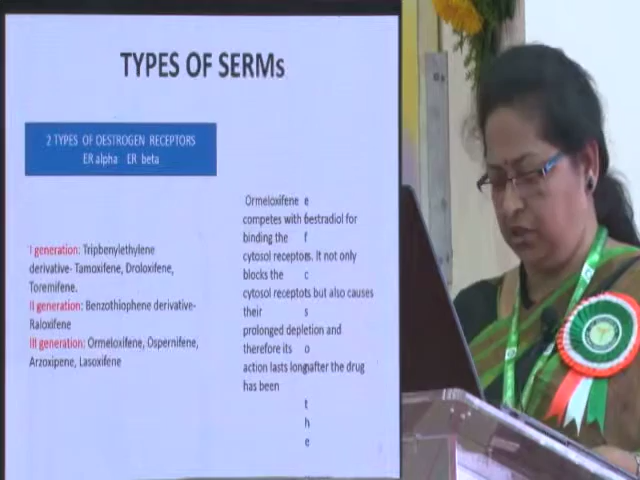 TYPES OF SERMs
2 TYPES OF OESTROGEN RECEPTORS
ER alpha ER beta
I generation: Tripbenylethylene
derivative- Tamoxifene, Droloxifene,
Toremifene.
II generation: Benzothiophene derivative-
Raloxifene
III generation: Ormeloxifene, Ospernifene,
Arzoxipene, Lasoxifene
Ormeloxifene
competes with estradiol for
binding the
cytosol receptors. It not only
blocks the
cytosol receptots but also causes
their
prolonged depletion and
therefore its
action lasts long after the drug
has been
e
f
c
s
o
t
h
e